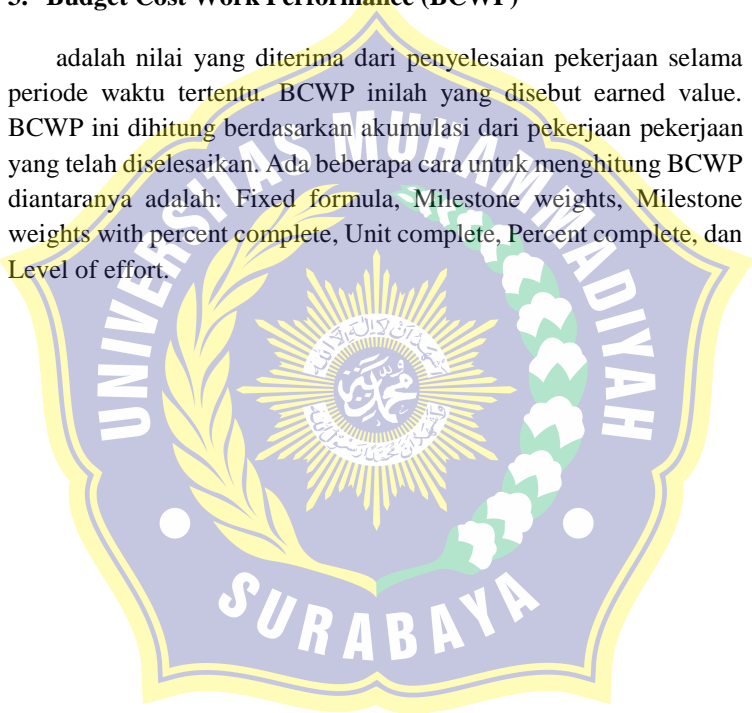 3. Budget Cost Work Performance (BCWP)
adalah nilai yang diterima dari penyelesaian pekerjaan selama
periode waktu tertentu. BCWP inilah yang disebut earned value.
BCWP ini dihitung berdasarkan akumulasi dari pekerjaan pekerjaan
yang telah diselesaikan. Ada beberapa cara untuk menghitung BCWP
diantaranya adalah: Fixed formula, Milestone weights, Milestone
weights with percent complete, Unit complete, Percent complete, dan
Level of effort.
UNIVERSITAS MUHAMMADIYAH
محمد
SURABAYA